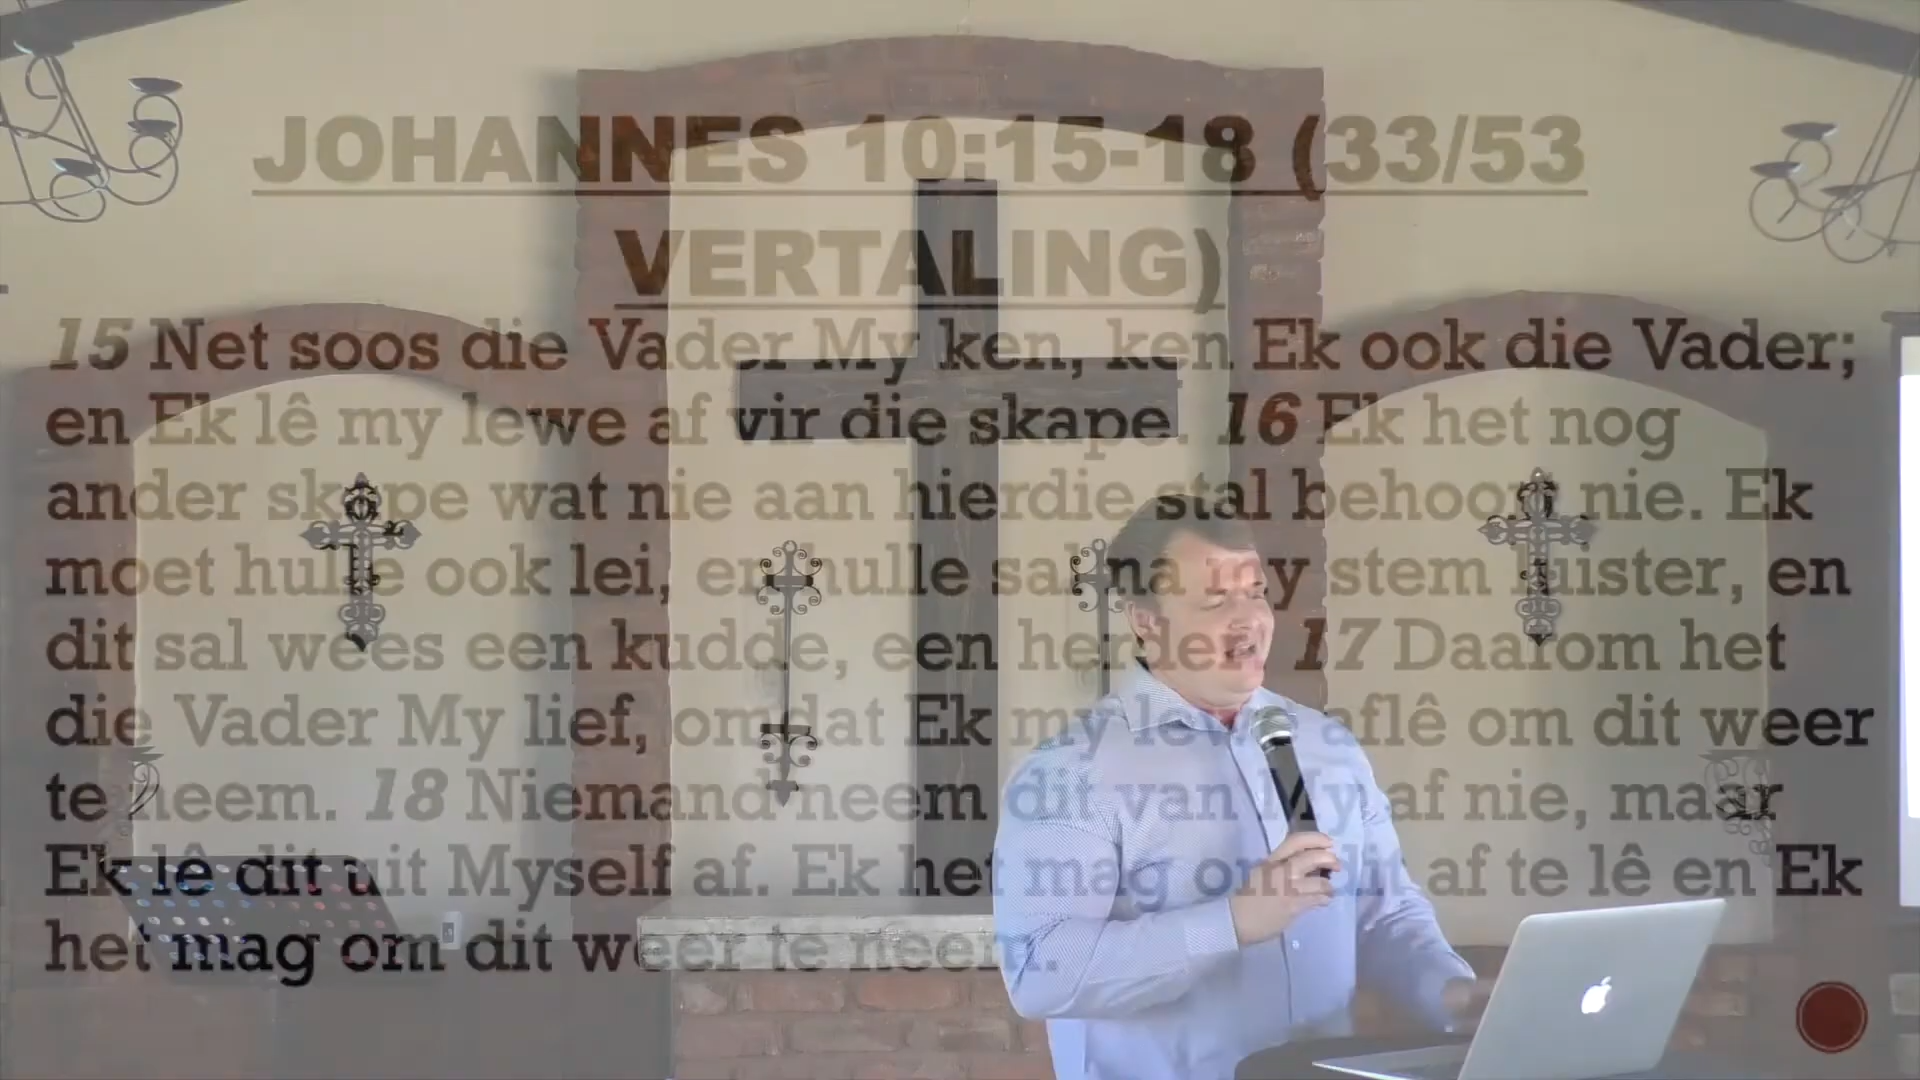 JOHANNES 10:15-18 (33/53
VERTALING)
15 Net soos die Vader My ken, ken Ek ook die Vader;
en Ek lê my lewe af vir die skape. 16 Ek het nog
ander skape wat nie aan hierdie stal behoort nie. Ek
moet hulle ook lei, en hulle sal na my stem luister, en
dit sal wees een kudde, een herder. 17 Daarom het
die Vader My lief, omdat Ek my lewe aflê om dit weer
te neem. 18 Niemand neem dit van My af nie, maar
Ek lê dit uit Myself af. Ek het mag om dit af te lê en Ek
het mag om dit weer te neem.